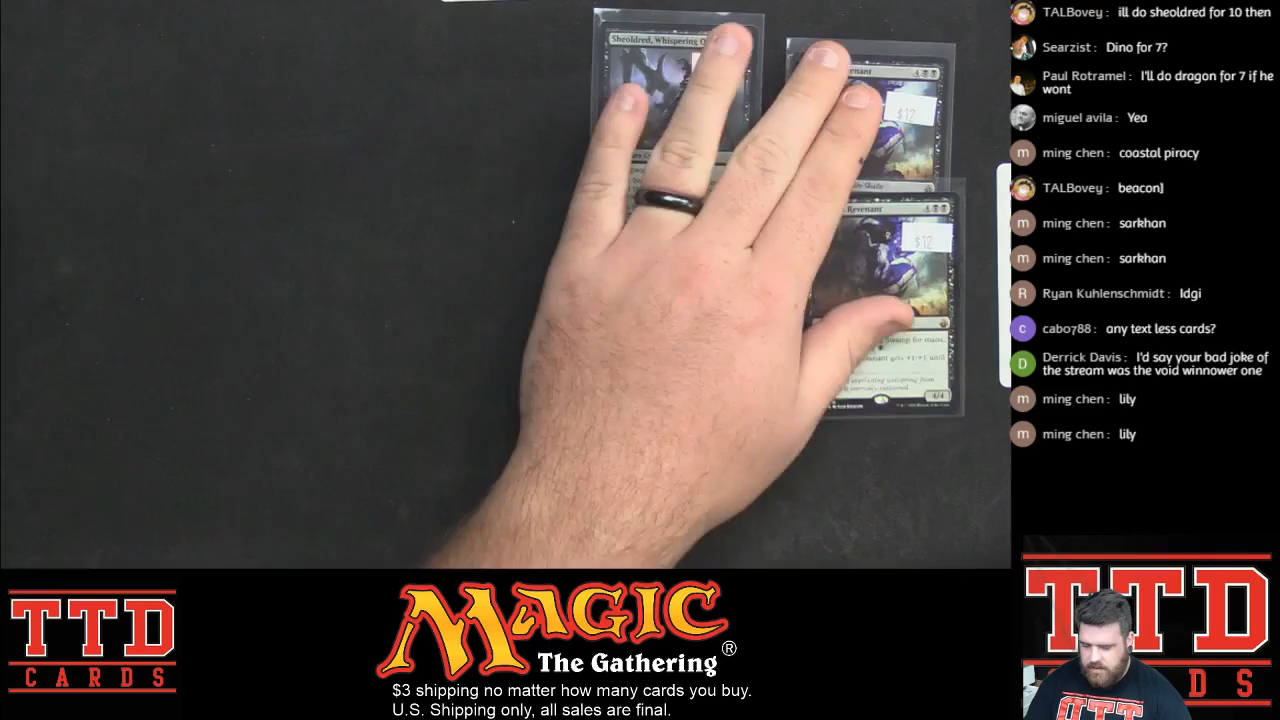 Sheoldred, Whispering
$12
Revenant
$12
4/4
TALBovey : ill do sheoldred for 10 then
Searzist : Dino for 7?
Paul Rotramel : I'll do dragon for 7 if he
wont
miguel avila : Yea
ming chen : coastal piracy
TALBovey : beacon]
ming chen : sarkhan
ming chen : sarkhan
Ryan Kuhlenschmidt : Idgi
cabo788 : any text less cards?
Derrick Davis : I'd say your bad joke of
the stream was the void winnower one
ming chen : lily
ming chen : lily
TTD
CARDS
MAGIC
The Gathering®
$3 shipping no matter how many cards you buy.
U.S. Shipping only, all sales are final.
TTD
DS